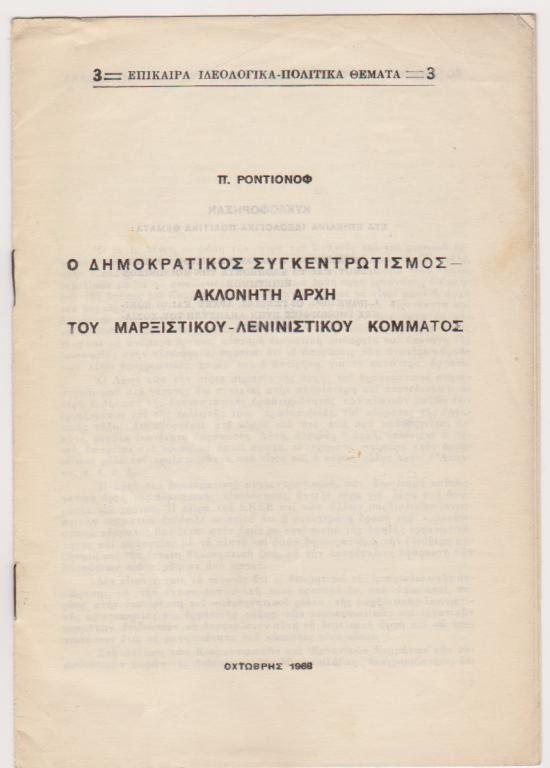 3 ΕΠΙΚΑΙΡΑ ΙΔΕΟΛΟΓΙΚΑ-ΠΟΛΙΤΙΚΑ ΘΕΜΑΤΑ 3
Π. ΡΟΝΤΙΟΝΟΦ
Ο ΔΗΜΟΚΡΑΤΙΚΟΣ ΣΥΓΚΕΝΤΡΩΤΙΣΜΟΣ —
ΑΚΛΟΝΗΤΗ ΑΡΧΗ
ΤΟΥ ΜΑΡΞΙΣΤΙΚΟΥ-ΛΕΝΙΝΙΣΤΙΚΟΥ ΚΟΜΜΑΤΟΣ
ΟΧΤΩΒΡΗΣ 1968